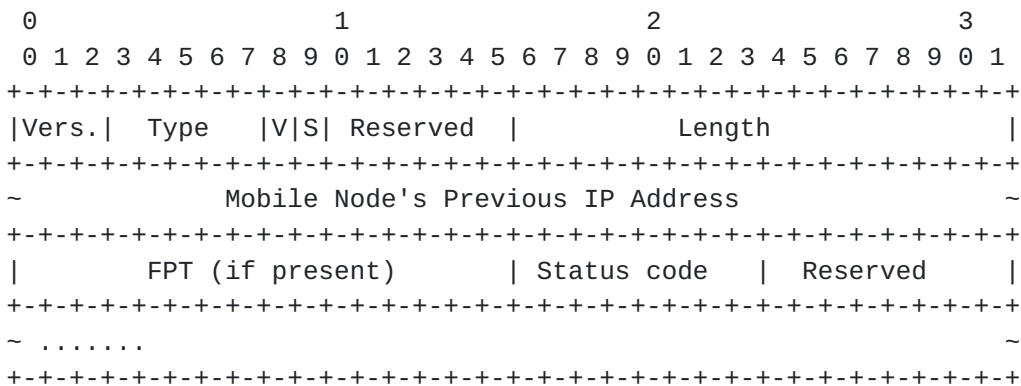 0                   1                   2                   3
 0 1 2 3 4 5 6 7 8 9 0 1 2 3 4 5 6 7 8 9 0 1 2 3 4 5 6 7 8 9 0 1
+-+-+-+-+-+-+-+-+-+-+-+-+-+-+-+-+-+-+-+-+-+-+-+-+-+-+-+-+-+-+-+-+
|Vers.|  Type   |V|S| Reserved  |          Length               |
+-+-+-+-+-+-+-+-+-+-+-+-+-+-+-+-+-+-+-+-+-+-+-+-+-+-+-+-+-+-+-+-+
~             Mobile Node's Previous IP Address                 ~
+-+-+-+-+-+-+-+-+-+-+-+-+-+-+-+-+-+-+-+-+-+-+-+-+-+-+-+-+-+-+-+-+
|        FPT (if present)       | Status code   |  Reserved     |
+-+-+-+-+-+-+-+-+-+-+-+-+-+-+-+-+-+-+-+-+-+-+-+-+-+-+-+-+-+-+-+-+
~ .......                                                       ~
+-+-+-+-+-+-+-+-+-+-+-+-+-+-+-+-+-+-+-+-+-+-+-+-+-+-+-+-+-+-+-+-+